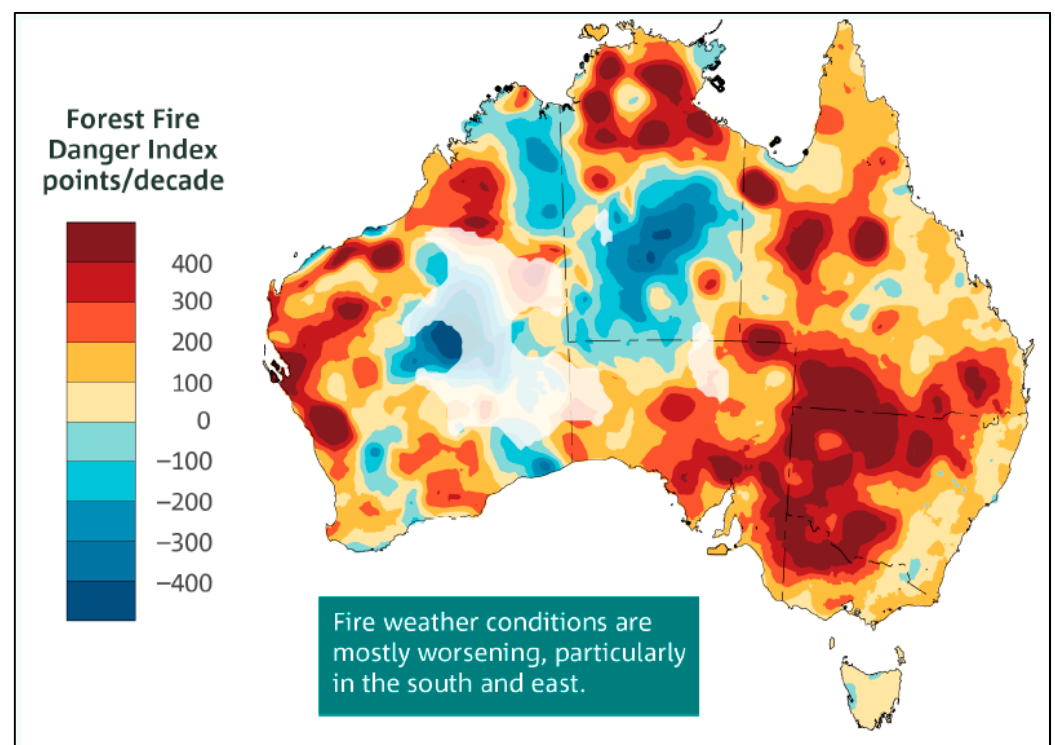 Forest Fire
Danger Index
points/decade
400
300
200
100
0
−100
−200
−300
−400
Fire weather conditions are
mostly worsening, particularly
in the south and east.